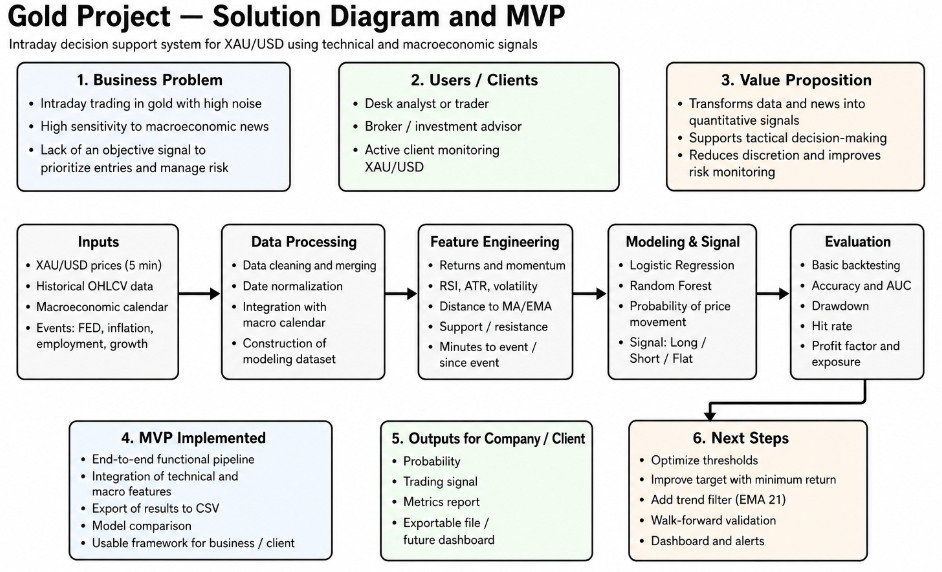 Gold Project — Solution Diagram and MVP
Intraday decision support system for XAU/USD using technical and macroeconomic signals
1. Business Problem
• Intraday trading in gold with high noise
• High sensitivity to macroeconomic news
• Lack of an objective signal to
prioritize entries and manage risk
2. Users / Clients
• Desk analyst or trader
• Broker / investment advisor
• Active client monitoring
XAU/USD
3. Value Proposition
• Transforms data and news into
quantitative signals
• Supports tactical decision-making
• Reduces discretion and improves
risk monitoring
Inputs
• XAU/USD prices (5 min)
• Historical OHLCV data
• Macroeconomic calendar
• Events: FED, inflation,
employment, growth
Data Processing
• Data cleaning and merging
• Date normalization
• Integration with
macro calendar
• Construction of
modeling dataset
Feature Engineering
• Returns and momentum
• RSI, ATR, volatility
• Distance to MA/EMA
• Support / resistance
• Minutes to event /
since event
Modeling & Signal
• Logistic Regression
• Random Forest
• Probability of price
movement
• Signal: Long /
Short / Flat
Evaluation
• Basic backtesting
• Accuracy and AUC
• Drawdown
• Hit rate
• Profit factor and
exposure
4. MVP Implemented
• End-to-end functional pipeline
• Integration of technical and
macro features
• Export of results to CSV
• Model comparison
• Usable framework for business / client
5. Outputs for Company / Client
• Probability
• Trading signal
• Metrics report
• Exportable file /
future dashboard
6. Next Steps
• Optimize thresholds
• Improve target with minimum return
• Add trend filter (EMA 21)
• Walk-forward validation
• Dashboard and alerts